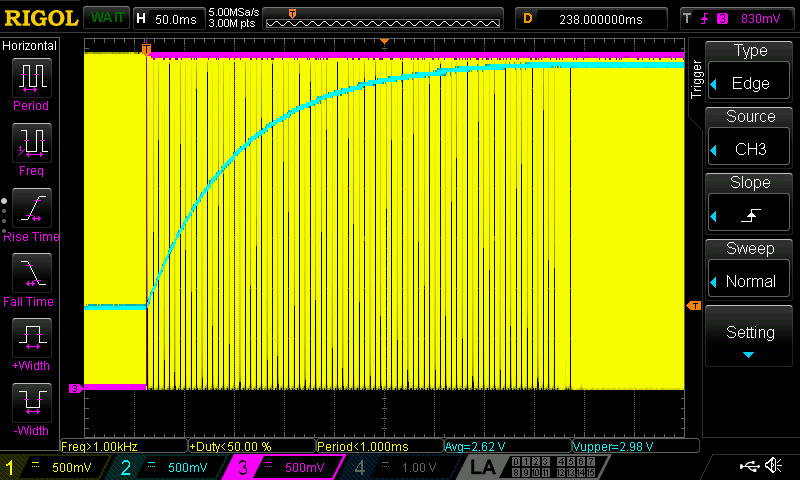 RIGOL WAIT H 50.0ms 5.00MSa/s 3.00M pts T D 238.000000ms T 3 830mV
Horizontal
Period
Freq
Rise Time
Fall Time
+Width
-Width
T
3
T
Trigger
Type
Edge
Source
CH3
Slope
Sweep
Normal
Setting
Freq>1.00kHz +Duty<50.00 % Period<1.000ms Avg=2.62 V Vupper=2.98 V
1 500mV 2 500mV 3 500mV 4 1.00 V LA 0 1 2 3 4 5 6 7
8 9 10 11 12 13 14 15